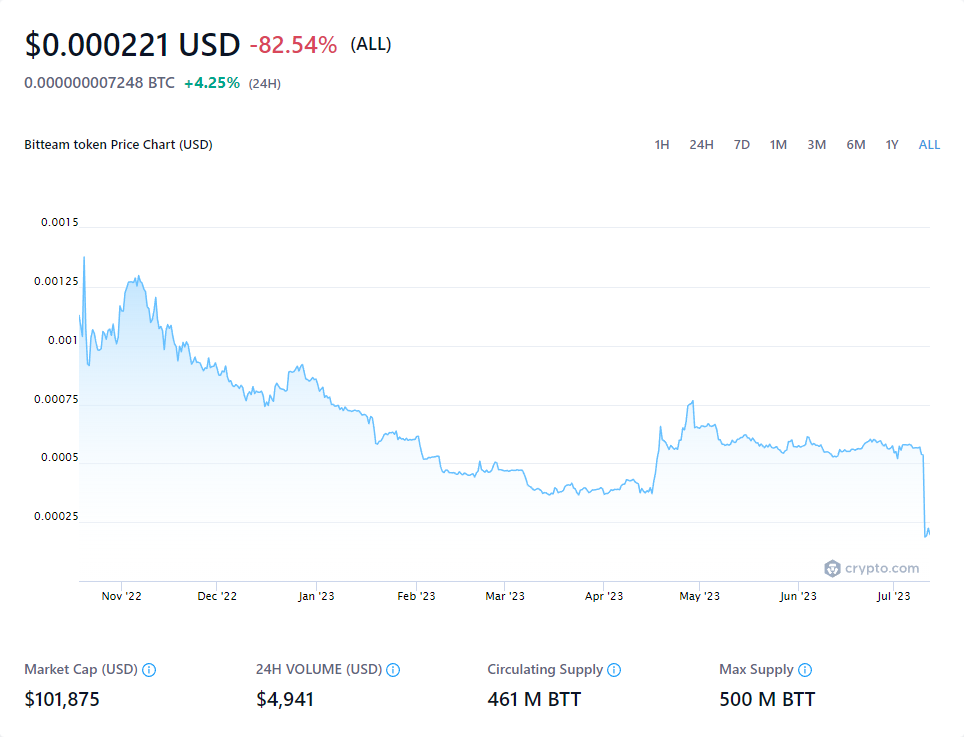 $0.000221 USD -82.54% (ALL)
0.000000007248 BTC +4.25% (24H)
Bitteam token Price Chart (USD) 1H 24H 7D 1M 3M 6M 1Y ALL
0.0015
0.00125
0.001
0.00075
0.0005
0.00025
crypto.com
Nov '22 Dec '22 Jan '23 Feb '23 Mar '23 Apr '23 May '23 Jun '23 Jul '23
Market Cap (USD) 24H VOLUME (USD) Circulating Supply Max Supply
$101,875 $4,941 461 M BTT 500 M BTT